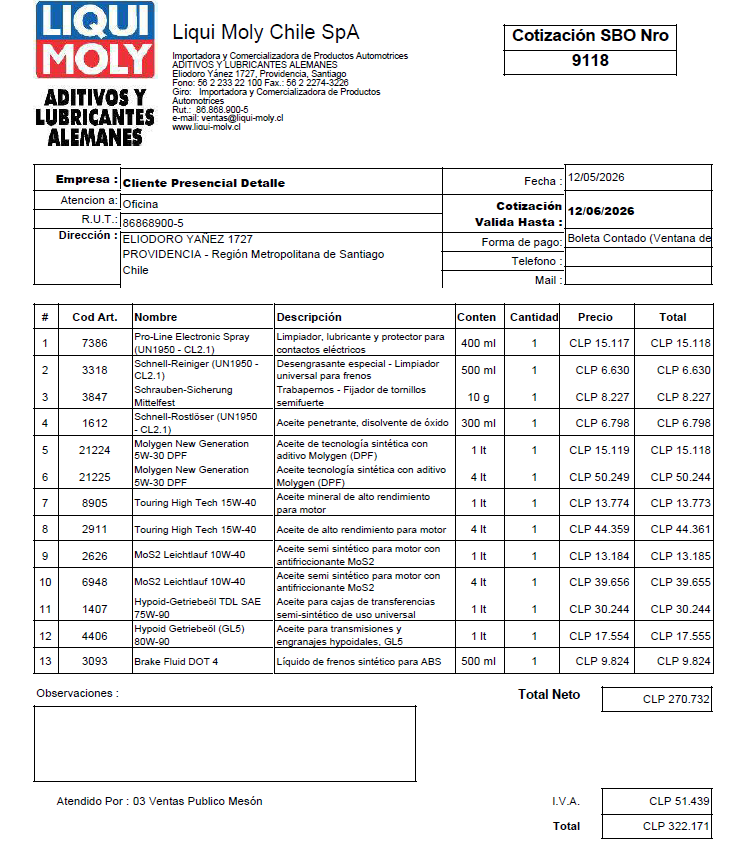 LIQUI
MOLY
ADITIVOS Y
LUBRICANTES
ALEMANES
Liqui Moly Chile SpA
Importadora y Comercializadora de Productos Automotrices
ADITIVOS Y LUBRICANTES ALEMANES
Eliodoro Yánez 1727, Providencia, Santiago
Fono: 56 2 233 22 100 Fax.: 56 2 2274-3226
Giro: Importadora y Comercializadora de Productos
Automotrices
Rut.: 86.868.900-5
e-mail: ventas@liqui-moly.cl
www.liqui-moly.cl
Cotización SBO Nro
9118
Empresa : Cliente Presencial Detalle
Atencion a: Oficina
R.U.T.: 86868900-5
Dirección : ELIODORO YAÑEZ 1727
PROVIDENCIA - Región Metropolitana de Santiago
Chile
Fecha : 12/05/2026
Cotización
Valida Hasta : 12/06/2026
Forma de pago: Boleta Contado (Ventana de
Telefono :
Mail :
# Cod Art. Nombre Descripción Conten Cantidad Precio Total
1 7386 Pro-Line Electronic Spray (UN1950 - CL2.1) Limpiador, lubricante y protector para contactos eléctricos 400 ml 1 CLP 15.117 CLP 15.118
2 3318 Schnell-Reiniger (UN1950 - CL2.1) Desengrasante especial - Limpiador universal para frenos 500 ml 1 CLP 6.630 CLP 6.630
3 3847 Schrauben-Sicherung Mittelfest Trabapernos - Fijador de tornillos semifuerte 10 g 1 CLP 8.227 CLP 8.227
4 1612 Schnell-Rostlöser (UN1950 - CL2.1) Aceite penetrante, disolvente de óxido 300 ml 1 CLP 6.798 CLP 6.798
5 21224 Molygen New Generation 5W-30 DPF Aceite de tecnología sintética con aditivo Molygen (DPF) 1 lt 1 CLP 15.119 CLP 15.118
6 21225 Molygen New Generation 5W-30 DPF Aceite tecnología sintética con aditivo Molygen (DPF) 4 lt 1 CLP 50.249 CLP 50.244
7 8905 Touring High Tech 15W-40 Aceite mineral de alto rendimiento para motor 1 lt 1 CLP 13.774 CLP 13.773
8 2911 Touring High Tech 15W-40 Aceite de alto rendimiento para motor 4 lt 1 CLP 44.359 CLP 44.361
9 2626 MoS2 Leichtlauf 10W-40 Aceite semi sintético para motor con antifriccionante MoS2 1 lt 1 CLP 13.184 CLP 13.185
10 6948 MoS2 Leichtlauf 10W-40 Aceite semi sintético para motor con antifriccionante MoS2 4 lt 1 CLP 39.656 CLP 39.655
11 1407 Hypoid-Getriebeöl TDL SAE 75W-90 Aceite para cajas de transferencias semi-sintético de uso universal 1 lt 1 CLP 30.244 CLP 30.244
12 4406 Hypoid Getriebeöl (GL5) 80W-90 Aceite para transmisiones y engranajes hypoidales, GL5 1 lt 1 CLP 17.554 CLP 17.555
13 3093 Brake Fluid DOT 4 Líquido de frenos sintético para ABS 500 ml 1 CLP 9.824 CLP 9.824
Observaciones :
Total Neto CLP 270.732
Atendido Por : 03 Ventas Publico Mesón
I.V.A. CLP 51.439
Total CLP 322.171